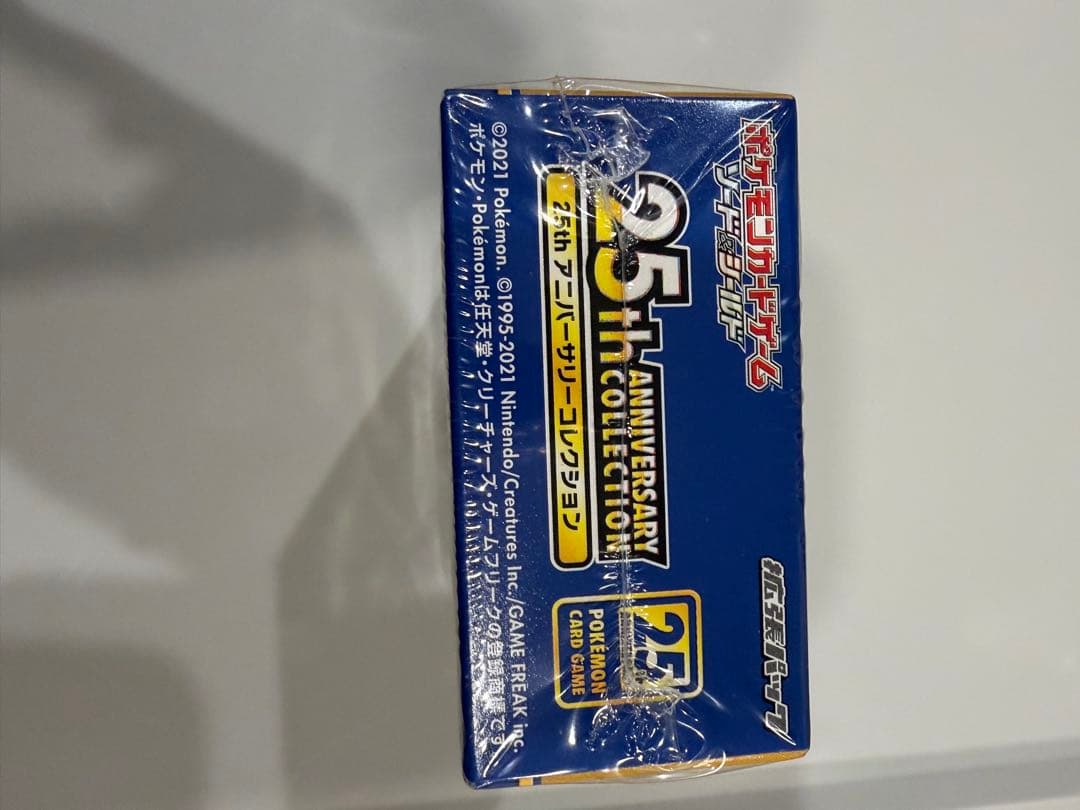 ポケモンカードゲーム
ソード&シールド
拡張パック
25th ANNIVERSARY
COLLECTION
25th アニバーサリーコレクション
25
POKÉMON
CARD GAME
©2021 Pokémon. ©1995-2021 Nintendo/Creatures Inc./GAME FREAK inc.
ポケモン・Pokémonは任天堂・クリーチャーズ・ゲームフリークの登録商標です。